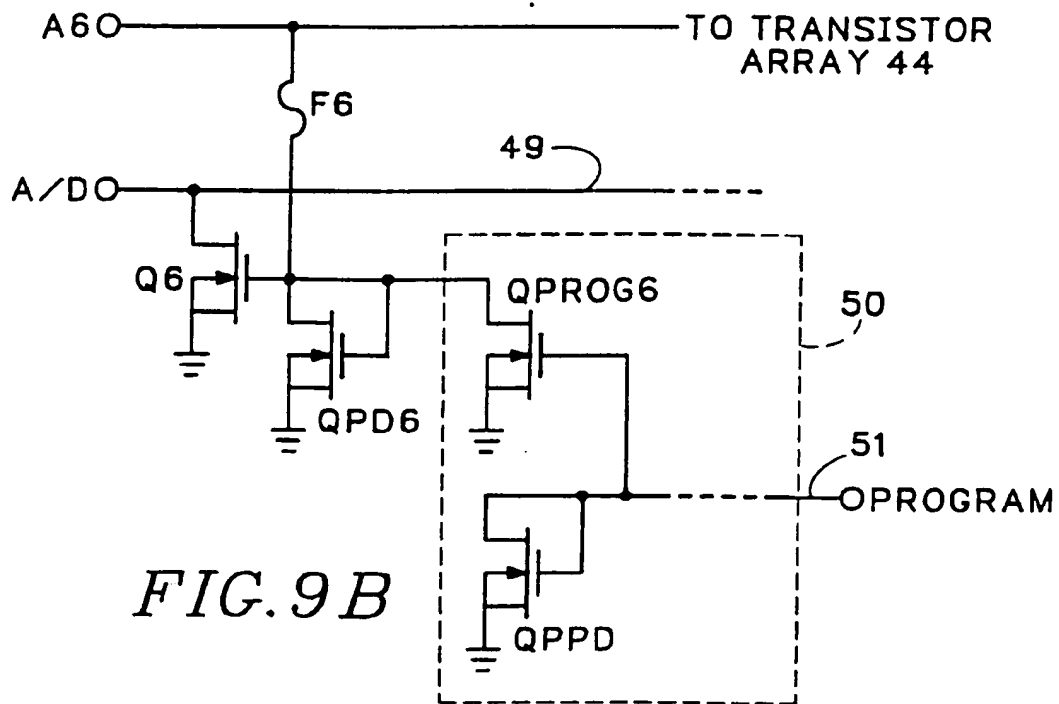 A6
TO TRANSISTOR
ARRAY 44
F6
49
A/D
Q6
QPROG6
50
QPD6
51
PROGRAM
FIG. 9B
QPPD